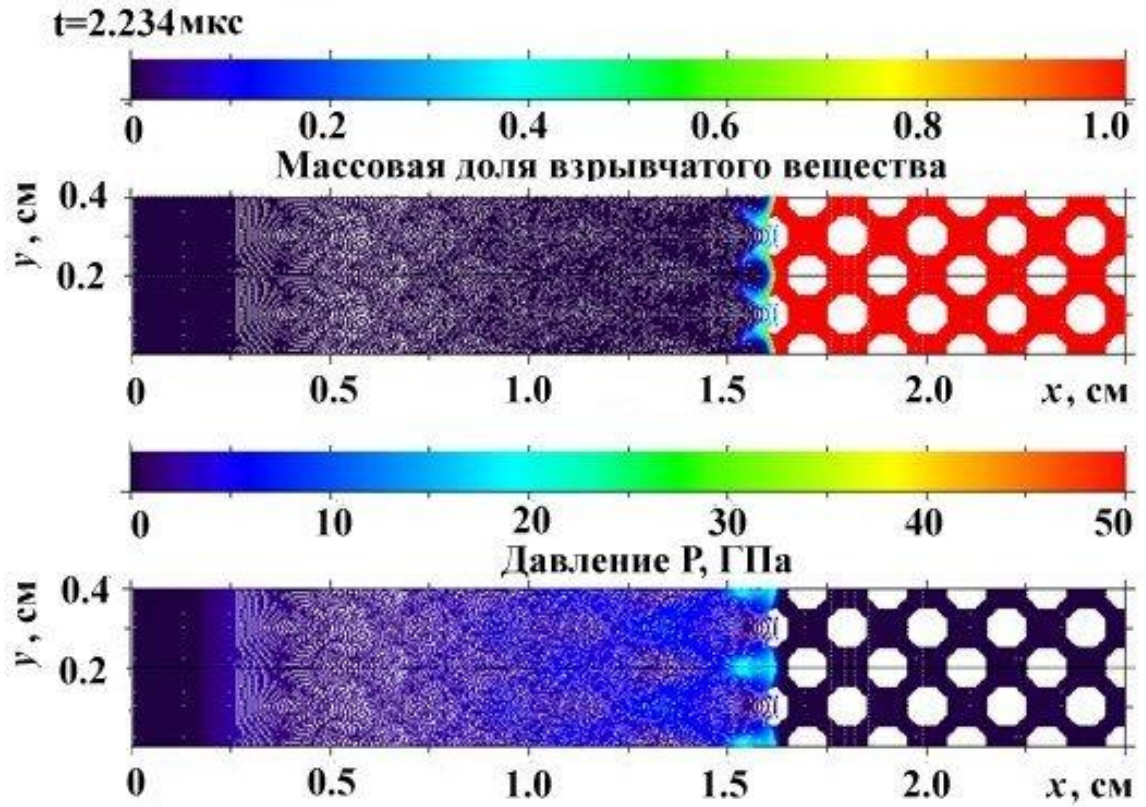 t=2.234мкс
0 0.2 0.4 0.6 0.8 1.0
Массовая доля взрывчатого вещества
0.4
y, см
0.2
0 0.5 1.0 1.5 2.0 x, см
0 10 20 30 40 50
Давление P, ГПа
0.4
y, см
0.2
0 0.5 1.0 1.5 2.0 x, см